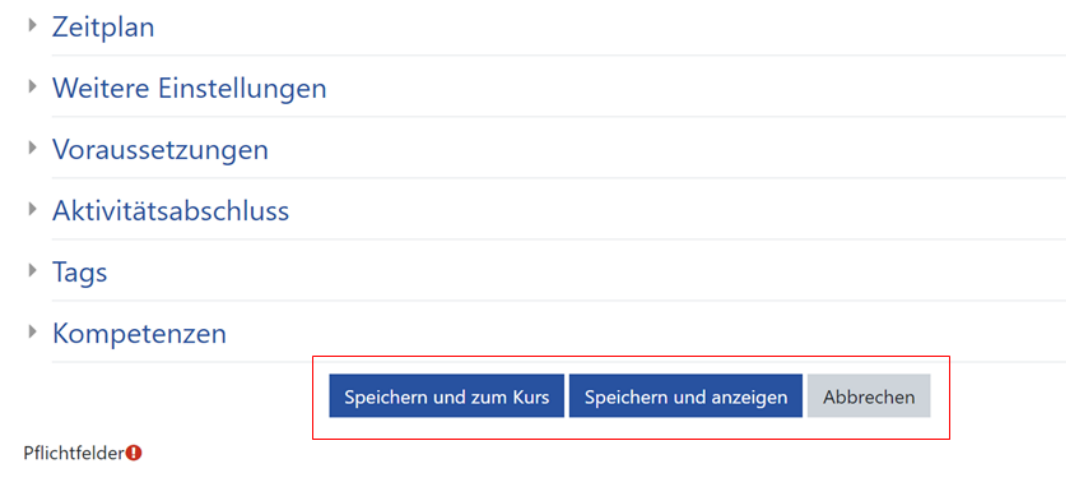 Zeitplan
Weitere Einstellungen
Voraussetzungen
Aktivitätsabschluss
Tags
Kompetenzen
Speichern und zum Kurs Speichern und anzeigen Abbrechen
Pflichtfelder